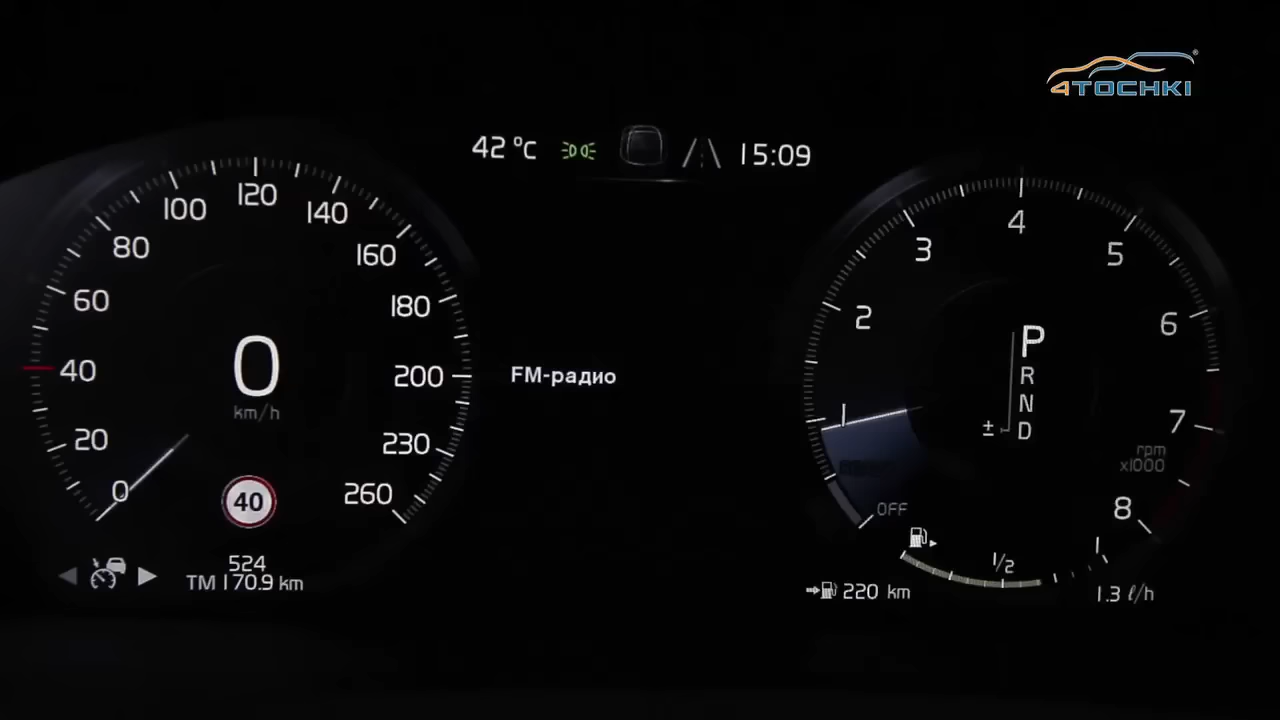 4TOCHKI®
42 °C 15:09
0 20 40 60 80 100 120 140 160 180 200 230 260
0
km/h
40
524
TM 170.9 km
FM-радио
1 2 3 4 5 6 7 8
OFF
rpm
x1000
P
R
N
± D
1/2 1
220 km
1.3 ℓ/h